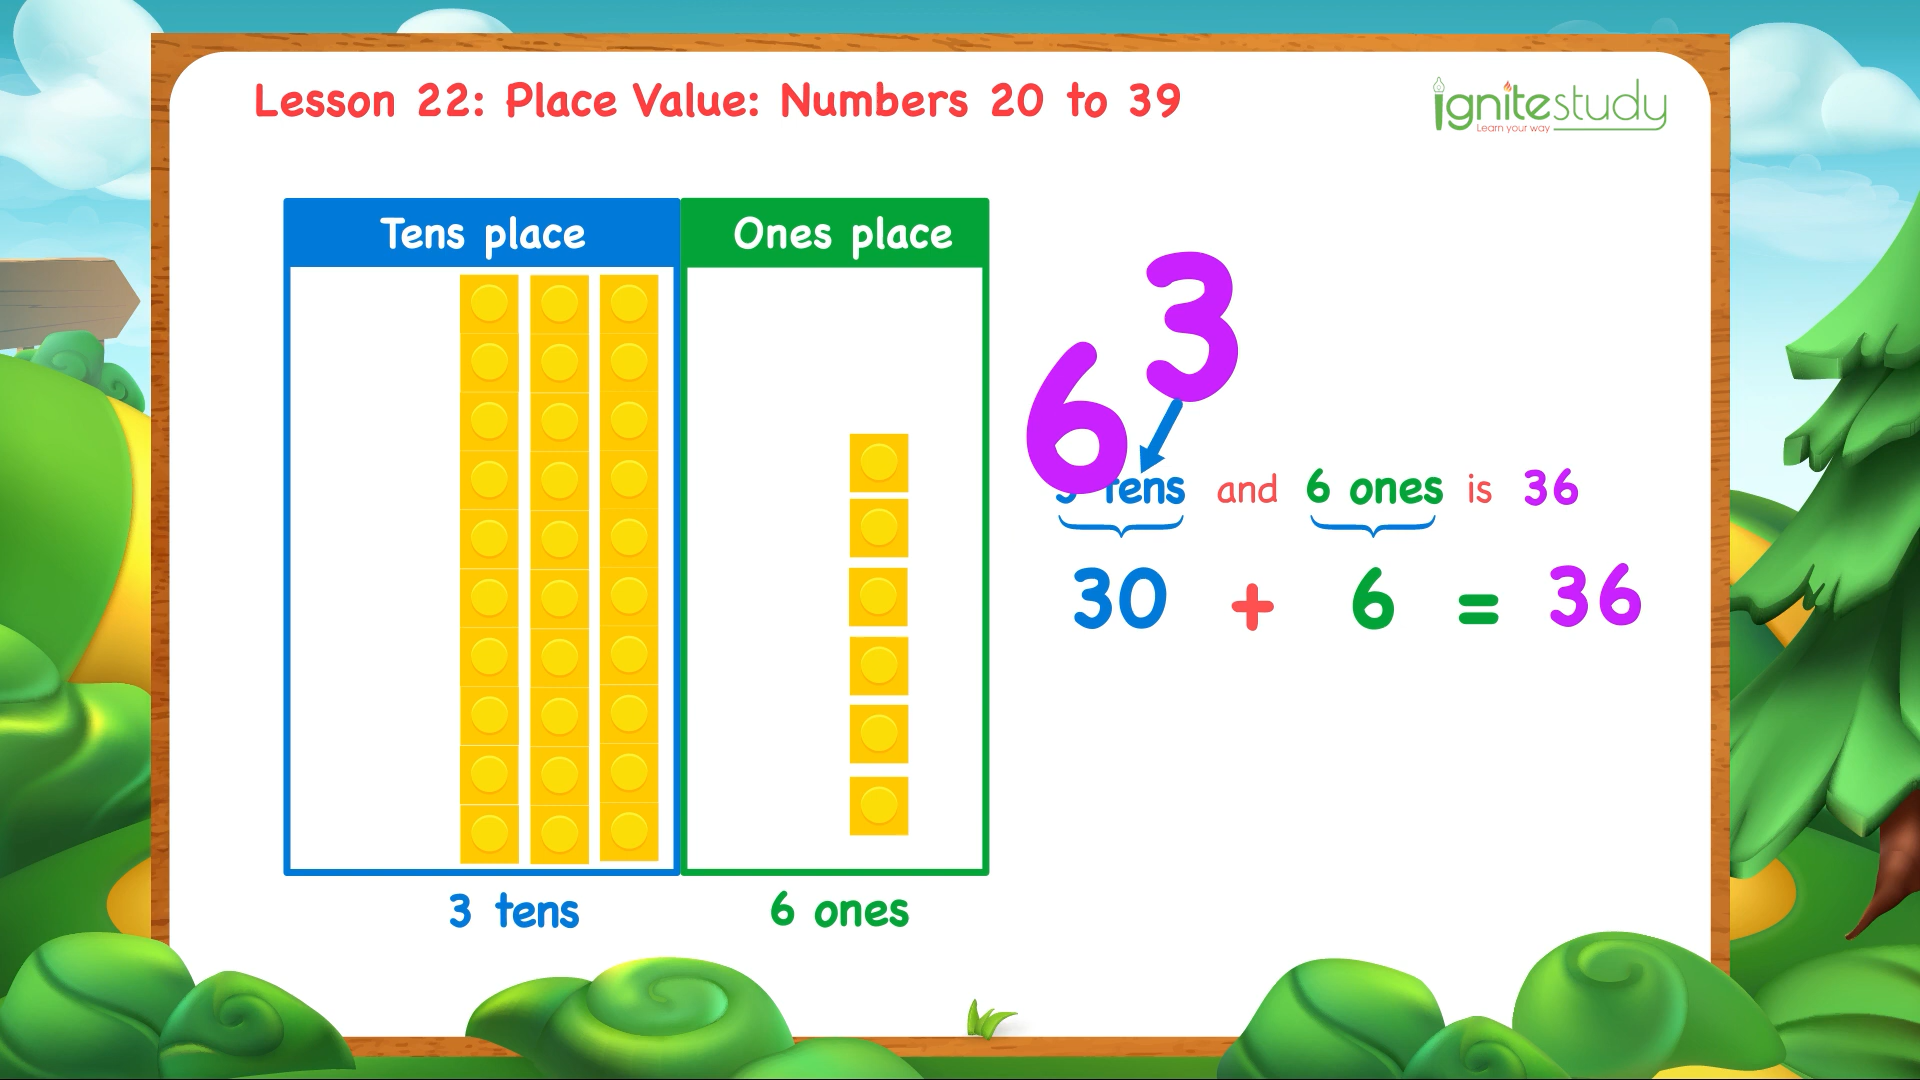 Lesson 22: Place Value: Numbers 20 to 39
ignitestudy
Learn your way
Tens place
Ones place
3
6
tens and 6 ones is 36
30 + 6 = 36
3 tens
6 ones